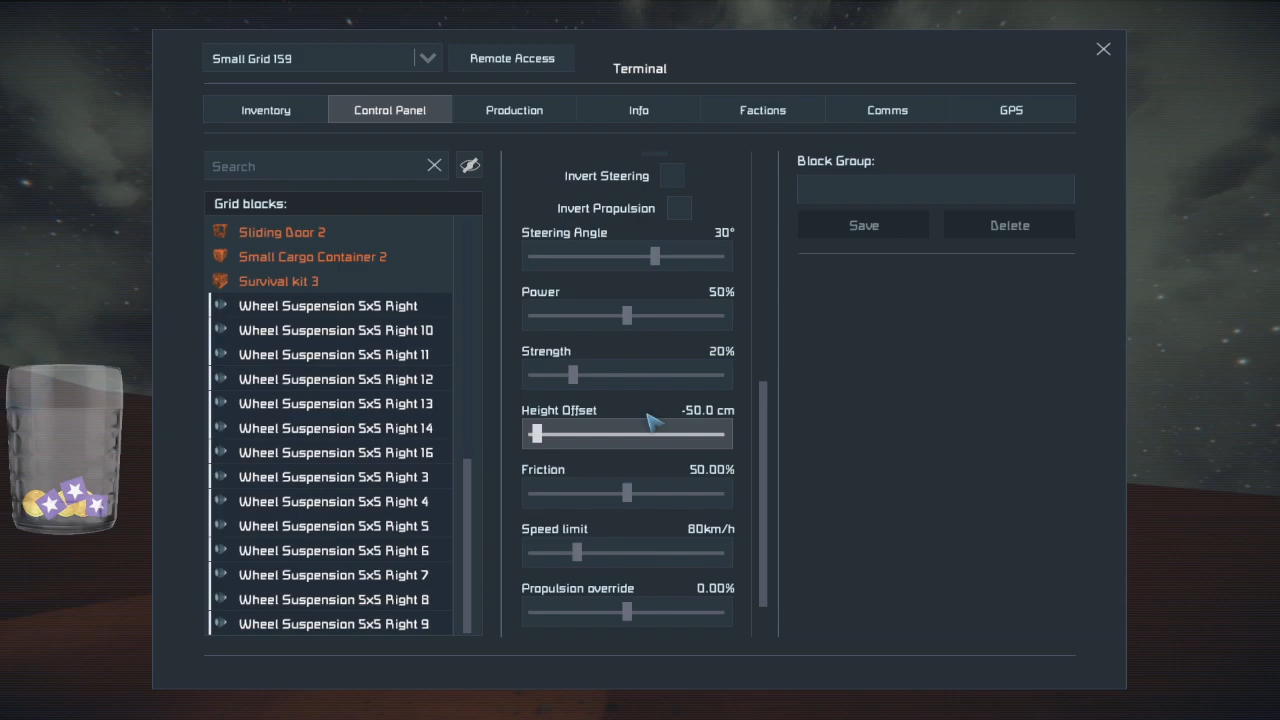 Small Grid 159
Remote Access
Terminal
Inventory
Control Panel
Production
Info
Factions
Comms
GPS
Search
Grid blocks:
Sliding Door 2
Small Cargo Container 2
Survival kit 3
Wheel Suspension 5x5 Right
Wheel Suspension 5x5 Right 10
Wheel Suspension 5x5 Right 11
Wheel Suspension 5x5 Right 12
Wheel Suspension 5x5 Right 13
Wheel Suspension 5x5 Right 14
Wheel Suspension 5x5 Right 16
Wheel Suspension 5x5 Right 3
Wheel Suspension 5x5 Right 4
Wheel Suspension 5x5 Right 5
Wheel Suspension 5x5 Right 6
Wheel Suspension 5x5 Right 7
Wheel Suspension 5x5 Right 8
Wheel Suspension 5x5 Right 9
Invert Steering
Invert Propulsion
Steering Angle 30°
Power 50%
Strength 20%
Height Offset -50.0 cm
Friction 50.00%
Speed limit 80km/h
Propulsion override 0.00%
Block Group:
Save
Delete